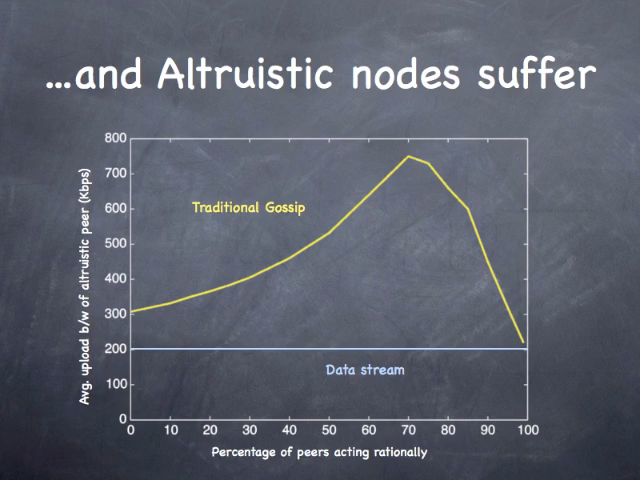 ...and Altruistic nodes suffer
800
700
600
500
400
300
200
100
0
Avg. upload b/w of altruistic peer (Kbps)
Traditional Gossip
Data stream
0 10 20 30 40 50 60 70 80 90 100
Percentage of peers acting rationally